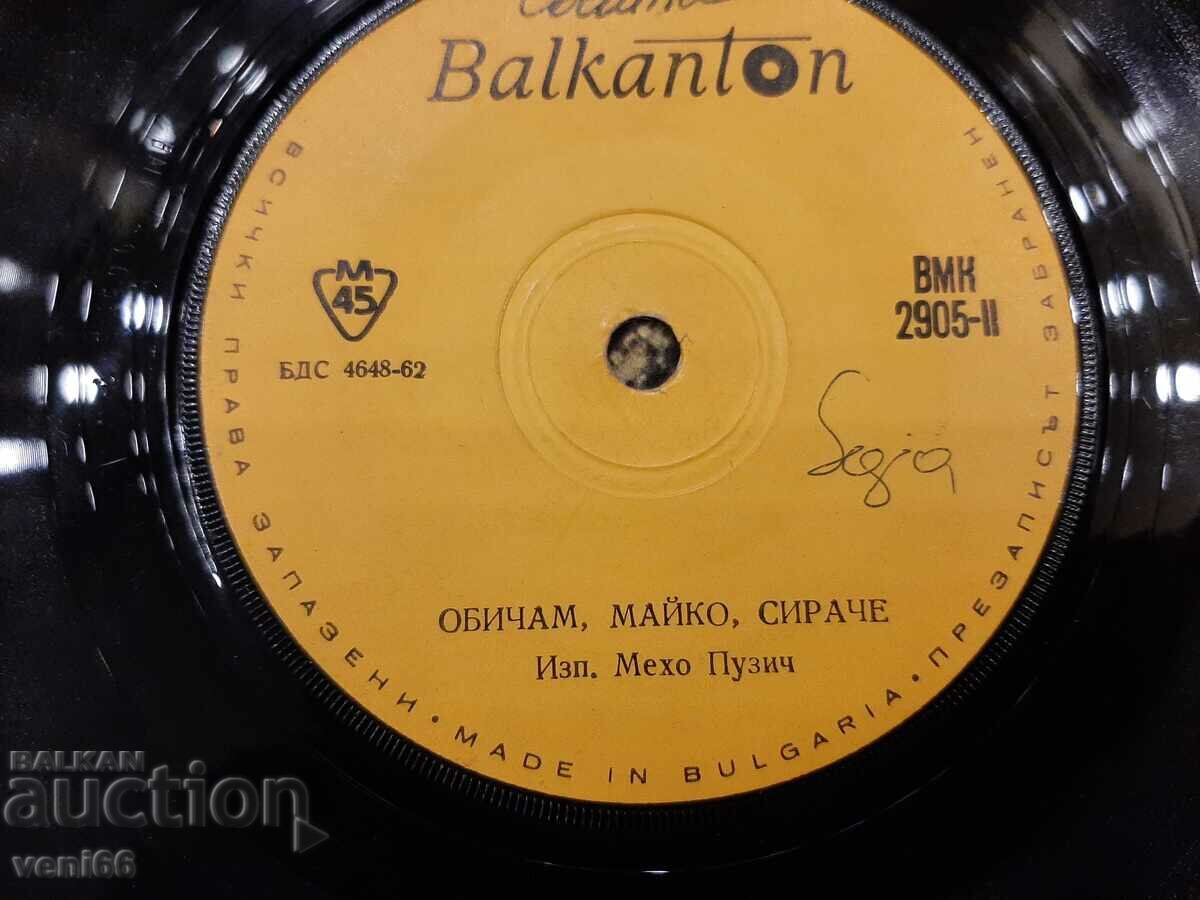 Balkanton
ВСИЧКИ ПРАВА ЗАПАЗЕНИ • MADE IN BULGARIA • ПРЕЗАПИСЪТ ЗАБРАНЕН
М
45
БДС 4648-62
ВМК
2905-II
ОБИЧАМ, МАЙКО, СИРАЧЕ
Изп. Мехо Пузич
BALKAN
auction
veni66